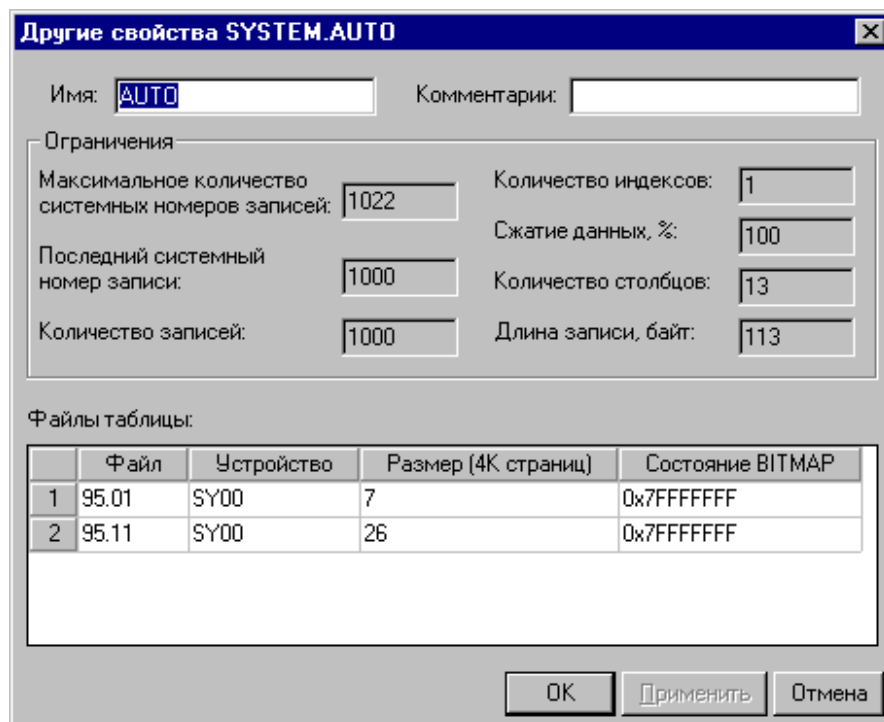 Другие свойства SYSTEM.AUTO
Имя: AUTO Комментарии:
Ограничения
Максимальное количество
системных номеров записей: 1022
Последний системный
номер записи: 1000
Количество записей: 1000
Количество индексов: 1
Сжатие данных, %: 100
Количество столбцов: 13
Длина записи, байт: 113
Файлы таблицы:
Файл Устройство Размер (4K страниц) Состояние BITMAP
1 95.01 SY00 7 0x7FFFFFFF
2 95.11 SY00 26 0x7FFFFFFF
OK Применить Отмена